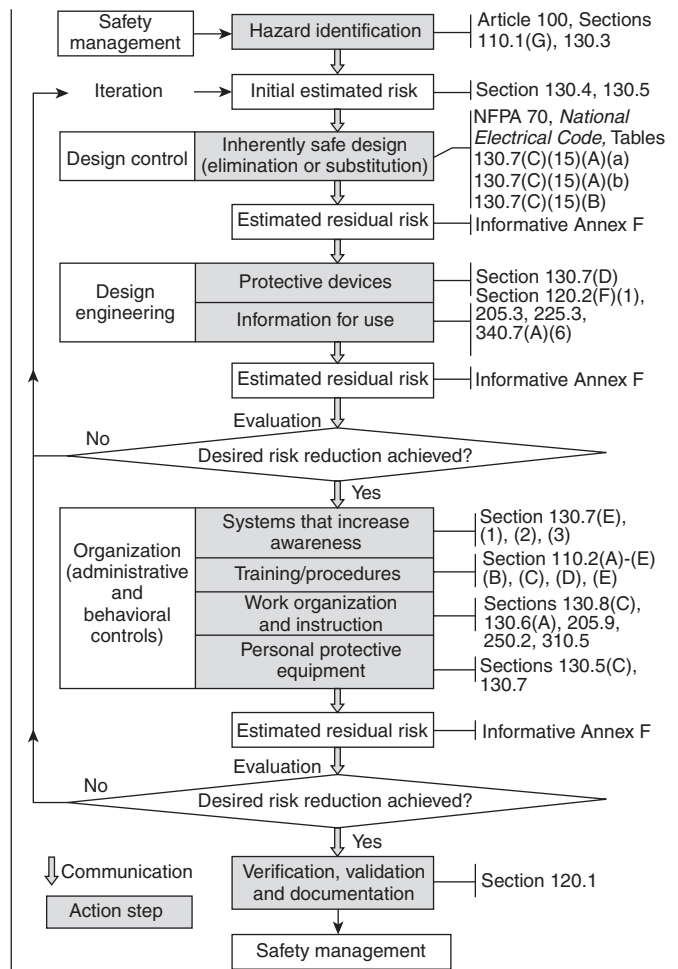 Safety
management
Hazard identification
Article 100, Sections
110.1(G), 130.3
Iteration
Initial estimated risk
Section 130.4, 130.5
Design control
Inherently safe design
(elimination or substitution)
NFPA 70, National
Electrical Code, Tables
130.7(C)(15)(A)(a)
130.7(C)(15)(A)(b)
130.7(C)(15)(B)
Estimated residual risk
Informative Annex F
Design
engineering
Protective devices
Section 130.7(D)
Information for use
Section 120.2(F)(1),
205.3, 225.3,
340.7(A)(6)
Estimated residual risk
Informative Annex F
Evaluation
No
Desired risk reduction achieved?
Yes
Organization
(administrative
and
behavioral
controls)
Systems that increase
awareness
Section 130.7(E),
(1), (2), (3)
Training/procedures
Section 110.2(A)-(E)
(B), (C), (D), (E)
Work organization
and instruction
Sections 130.8(C),
130.6(A), 205.9,
250.2, 310.5
Personal protective
equipment
Sections 130.5(C),
130.7
Estimated residual risk
Informative Annex F
Evaluation
No
Desired risk reduction achieved?
Yes
Communication
Action step
Verification, validation
and documentation
Section 120.1
Safety management